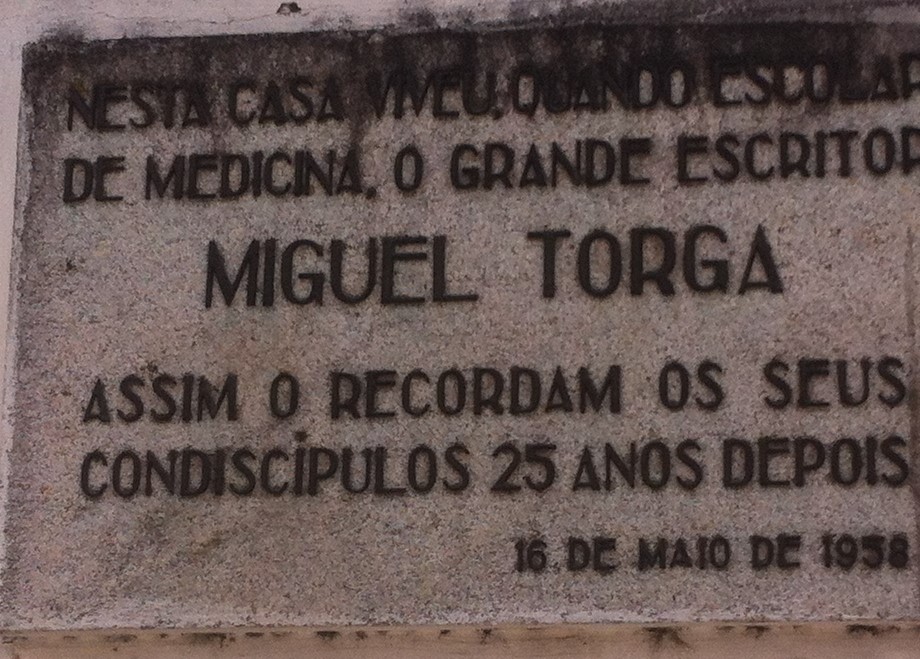 NESTA CASA VIVEU, QUANDO ESCOLAR
DE MEDICINA, O GRANDE ESCRITOR
MIGUEL TORGA
ASSIM O RECORDAM OS SEUS
CONDISCÍPULOS 25 ANOS DEPOIS
16 DE MAIO DE 1958